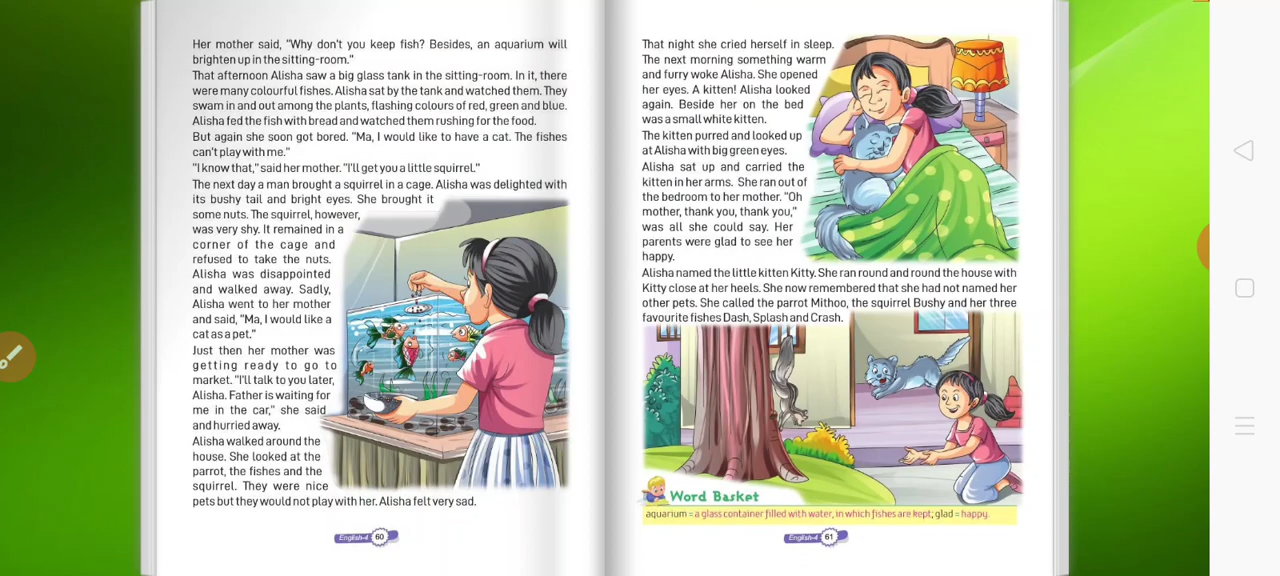 Her mother said, "Why don't you keep fish? Besides, an aquarium will
brighten up in the sitting-room."
That afternoon Alisha saw a big glass tank in the sitting-room. In it, there
were many colourful fishes. Alisha sat by the tank and watched them. They
swam in and out among the plants, flashing colours of red, green and blue.
Alisha fed the fish with bread and watched them rushing for the food.
But again she soon got bored. "Ma, I would like to have a cat. The fishes
can't play with me."
"I know that," said her mother. "I'll get you a little squirrel."
The next day a man brought a squirrel in a cage. Alisha was delighted with
its bushy tail and bright eyes. She brought it
some nuts. The squirrel, however,
was very shy. It remained in a
corner of the cage and
refused to take the nuts.
Alisha was disappointed
and walked away. Sadly,
Alisha went to her mother
and said, "Ma, I would like a
cat as a pet."
Just then her mother was
getting ready to go to
market. "I'll talk to you later,
Alisha. Father is waiting for
me in the car," she said
and hurried away.
Alisha walked around the
house. She looked at the
parrot, the fishes and the
squirrel. They were nice
pets but they would not play with her. Alisha felt very sad.
English-4 60
That night she cried herself in sleep.
The next morning something warm
and furry woke Alisha. She opened
her eyes. A kitten! Alisha looked
again. Beside her on the bed
was a small white kitten.
The kitten purred and looked up
at Alisha with big green eyes.
Alisha sat up and carried the
kitten in her arms. She ran out of
the bedroom to her mother. "Oh
mother, thank you, thank you,"
was all she could say. Her
parents were glad to see her
happy.
Alisha named the little kitten Kitty. She ran round and round the house with
Kitty close at her heels. She now remembered that she had not named her
other pets. She called the parrot Mithoo, the squirrel Bushy and her three
favourite fishes Dash, Splash and Crash.
Word Basket
aquarium = a glass container filled with water, in which fishes are kept; glad = happy.
English-4 61